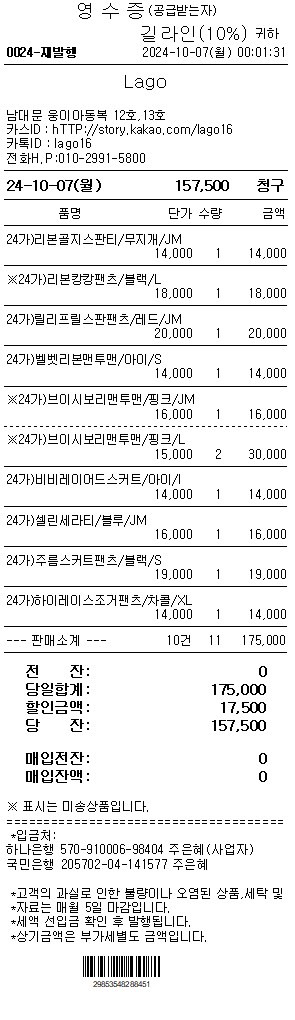 영 수 증 (공급받는자)
길라인(10%) 귀하
0024-재발행 2024-10-07(월) 00:01:31
Lago
남대문 웅이아동복 12호,13호
카스ID : hTTP://story.kakao.com/lago16
카톡ID : lago16
전화H.P:010-2991-5800
24-10-07(월) 157,500 청구
품명 단가 수량 금액
24가)리본골지스판티/무지개/JM
14,000 1 14,000
※24가)리본캉캉팬츠/블랙/L
18,000 1 18,000
24가)릴리프릴스판팬츠/레드/JM
20,000 1 20,000
24가)벨벳리본맨투맨/아이/S
14,000 1 14,000
※24가)브이시보리맨투맨/핑크/JM
16,000 1 16,000
※24가)브이시보리맨투맨/핑크/L
15,000 2 30,000
24가)비비레이어드스커트/아이/I
14,000 1 14,000
24가)셀린세라티/블루/JM
16,000 1 16,000
24가)주름스커트팬츠/블랙/S
19,000 1 19,000
24가)하이레이스조거팬츠/차콜/XL
14,000 1 14,000
--- 판매소계 --- 10건 11 175,000
전 잔: 0
당일합계: 175,000
할인금액: 17,500
당 잔: 157,500
매입전잔: 0
매입잔액: 0
※ 표시는 미송상품입니다.
=====================================
*입금처:
하나은행 570-910006-98404 주은혜(사업자)
국민은행 205702-04-141577 주은혜
*고객의 과실로 인한 불량이나 오염된 상품,세탁 및
*자료는 매월 5일 마감입니다.
*세액 선입금 확인 후 발행됩니다.
*상기금액은 부가세별도 금액입니다.
29853548288451